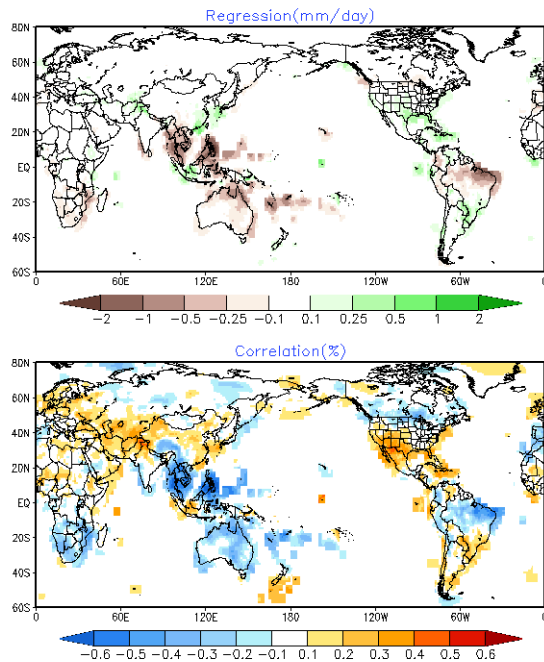 Regression(mm/day)
80N
60N
40N
20N
EQ
20S
40S
60S
0 60E 120E 180 120W 60W 0
-2 -1 -0.5 -0.25 -0.1 0.1 0.25 0.5 1 2
Correlation(%)
80N
60N
40N
20N
EQ
20S
40S
60S
0 60E 120E 180 120W 60W 0
-0.6 -0.5 -0.4 -0.3 -0.2 -0.1 0.1 0.2 0.3 0.4 0.5 0.6